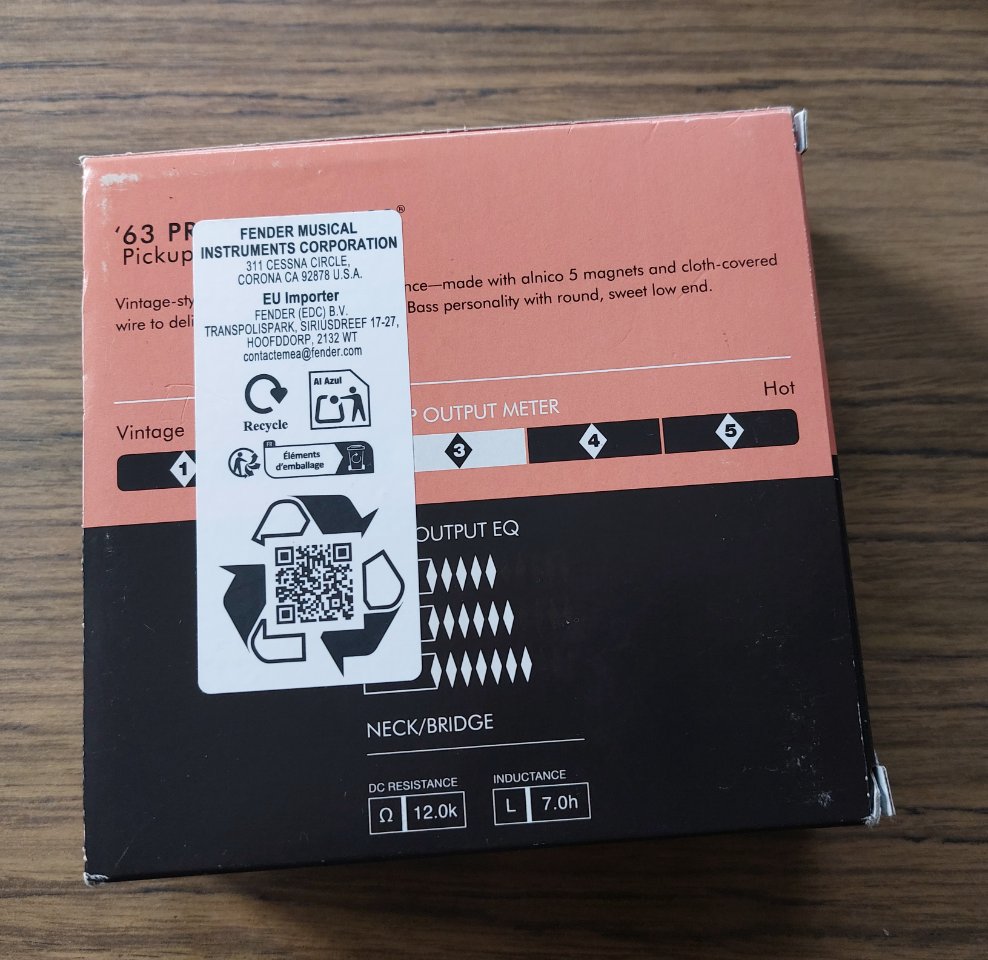 ®
'63 PR
Pickup
Vintage-sty nce—made with alnico 5 magnets and cloth-covered
wire to deli Bass personality with round, sweet low end.
P OUTPUT METER
Vintage
Hot
1
3
4
5
OUTPUT EQ
NECK/BRIDGE
DC RESISTANCE
Ω 12.0k
INDUCTANCE
L 7.0h
FENDER MUSICAL
INSTRUMENTS CORPORATION
311 CESSNA CIRCLE,
CORONA CA 92878 U.S.A.
EU Importer
FENDER (EDC) B.V.
TRANSPOLISPARK, SIRIUSDREEF 17-27,
HOOFDDORP, 2132 WT
contactemea@fender.com
Recycle
Al Azul
FR
Éléments
d'emballage